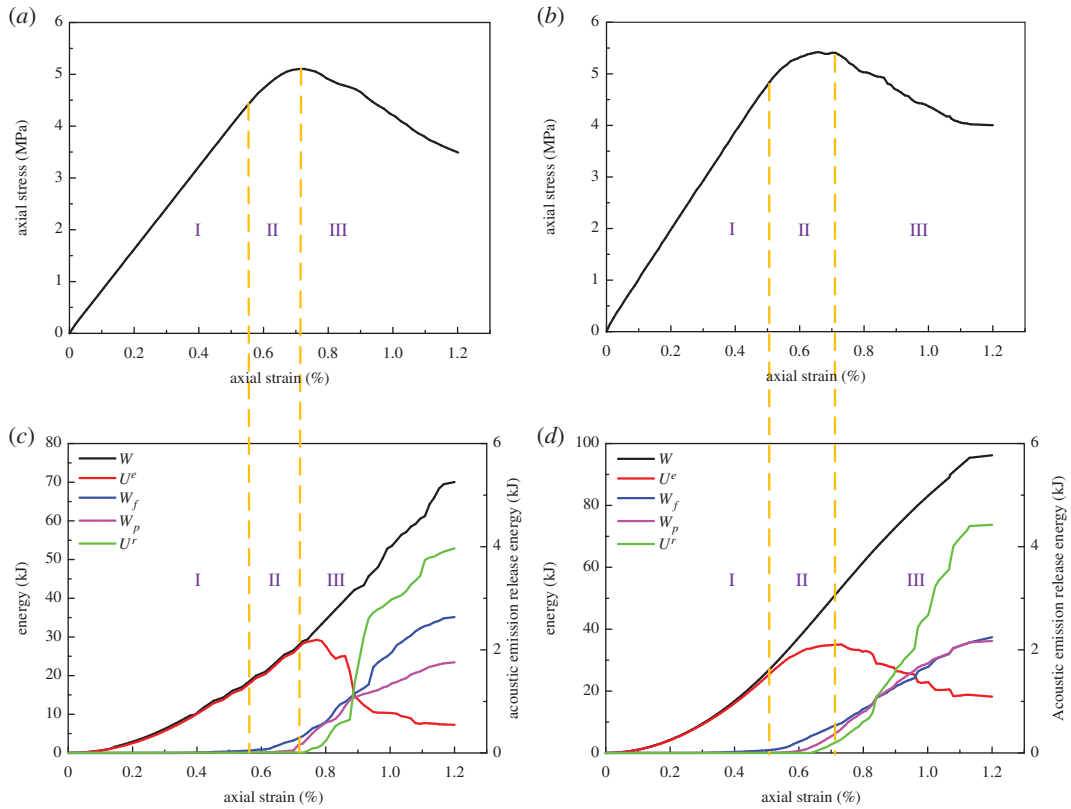 (a)
6
5
4
3
2
1
0
axial stress (MPa)
I
II
III
0
0.2
0.4
0.6
0.8
1.0
1.2
axial strain (%)
(b)
6
5
4
3
2
1
0
axial stress (MPa)
I
II
III
0
0.2
0.4
0.6
0.8
1.0
1.2
axial strain (%)
(c)
80
70
60
50
40
30
20
10
0
energy (kJ)
W
Uᵉ
W_f
W_p
Uʳ
I
II
III
6
4
2
0
acoustic emission release energy (kJ)
0
0.2
0.4
0.6
0.8
1.0
1.2
axial strain (%)
(d)
100
80
60
40
20
0
energy (kJ)
W
Uᵉ
W_f
W_p
Uʳ
I
II
III
6
4
2
0
Acoustic emission release energy (kJ)
0
0.2
0.4
0.6
0.8
1.0
1.2
axial strain (%)